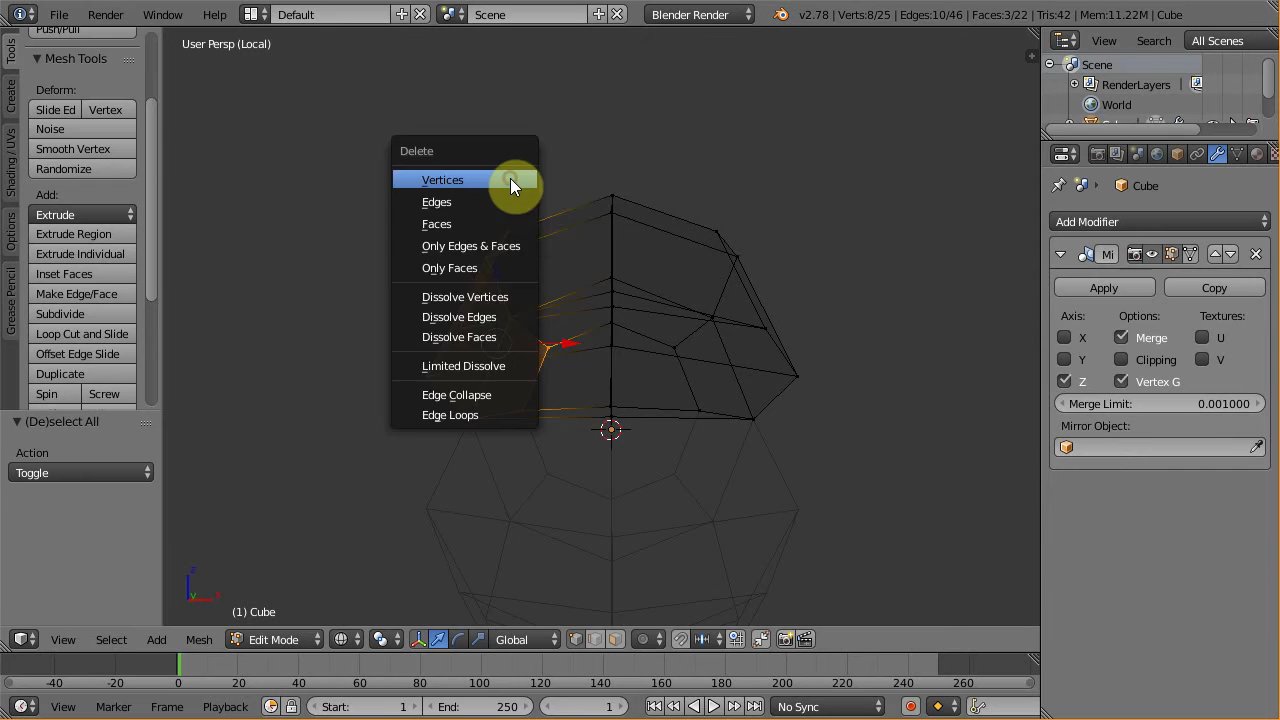 File Render Window Help Default Scene Blender Render v2.78 | Verts:8/25 | Edges:10/46 | Faces:3/22 | Tris:42 | Mem:11.22M | Cube
Push/Pull
Mesh Tools
Deform:
Slide Ed Vertex
Noise
Smooth Vertex
Randomize
Add:
Extrude
Extrude Region
Extrude Individual
Inset Faces
Make Edge/Face
Subdivide
Loop Cut and Slide
Offset Edge Slide
Duplicate
Spin Screw
(De)select All
Action
Toggle
Tools
Create
Shading / UVs
Options
Grease Pencil
User Persp (Local)
Delete
Vertices
Edges
Faces
Only Edges & Faces
Only Faces
Dissolve Vertices
Dissolve Edges
Dissolve Faces
Limited Dissolve
Edge Collapse
Edge Loops
z
y x
(1) Cube
View Select Add Mesh Edit Mode Global
View Search All Scenes
Scene
RenderLayers
World
Cube
Add Modifier
Mi
Apply Copy
Axis: Options: Textures:
X Merge U
Y Clipping V
Z Vertex G
Merge Limit: 0.001000
Mirror Object:
-40 -20 0 20 40 60 80 100 120 140 160 180 200 220 240 260
View Marker Frame Playback Start: 1 End: 250 1 No Sync